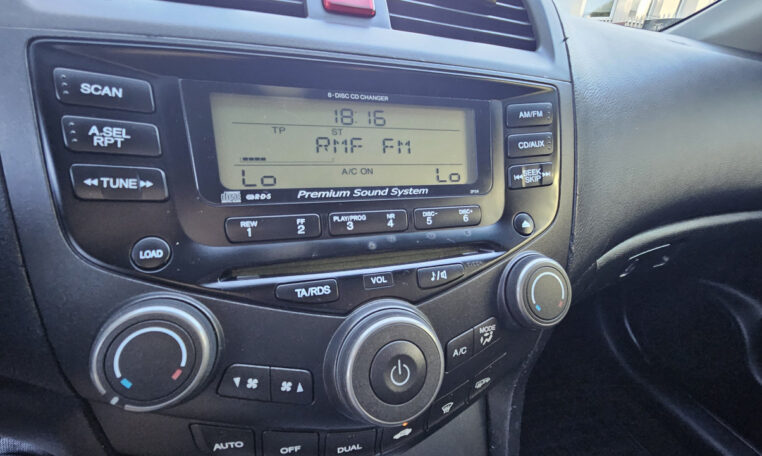 6-DISC CD CHANGER
SCAN
18:16
AM/FM
TP
ST
A.SEL
RPT
RMF FM
CD/AUX
A/C ON
TUNE
Lo
Lo
SEEK
SKIP
R·D·S
Premium Sound System
REW
1
FF
2
PLAY/PROG
3
NR
4
DISC-
5
DISC+
6
LOAD
TA/RDS
VOL
A/C
MODE
AUTO
OFF
DUAL